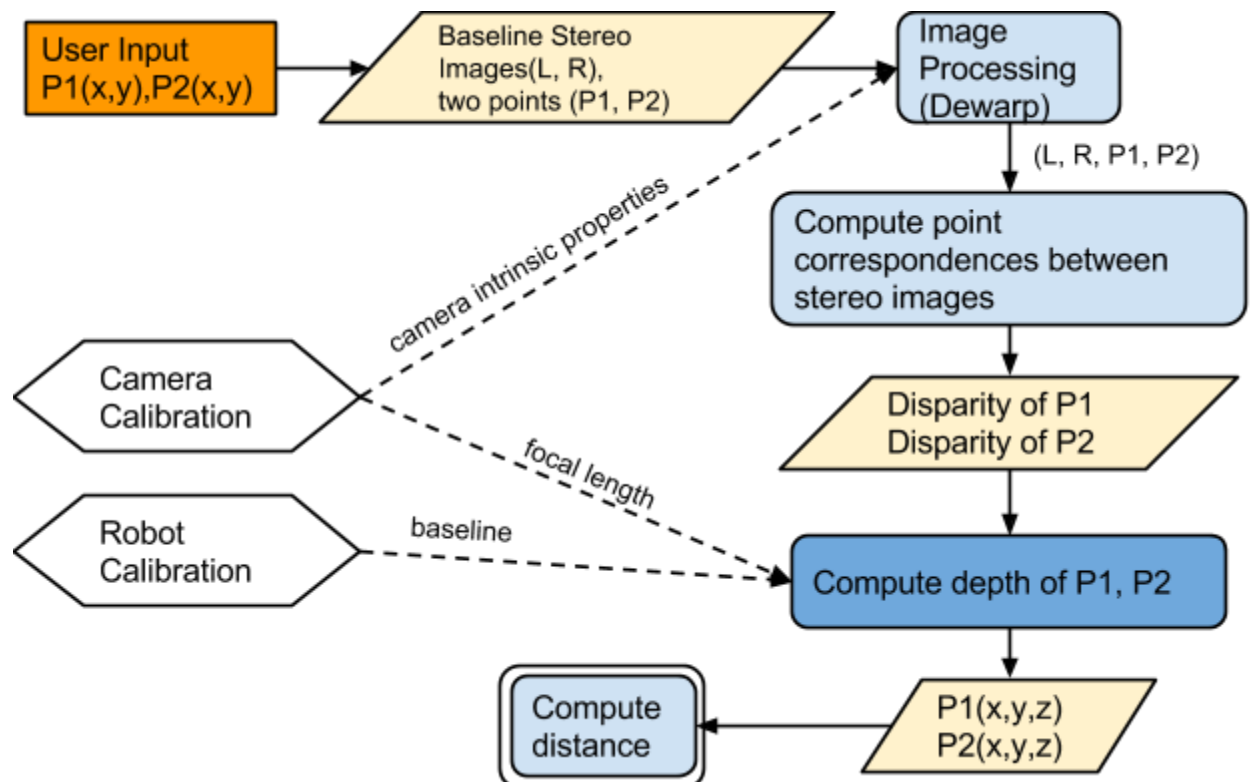 User Input
P1(x,y),P2(x,y)
Baseline Stereo
Images(L, R),
two points (P1, P2)
Image
Processing
(Dewarp)
(L, R, P1, P2)
camera intrinsic properties
Compute point
correspondences between
stereo images
Camera
Calibration
Disparity of P1
Disparity of P2
focal length
Robot
Calibration
baseline
Compute depth of P1, P2
P1(x,y,z)
P2(x,y,z)
Compute
distance